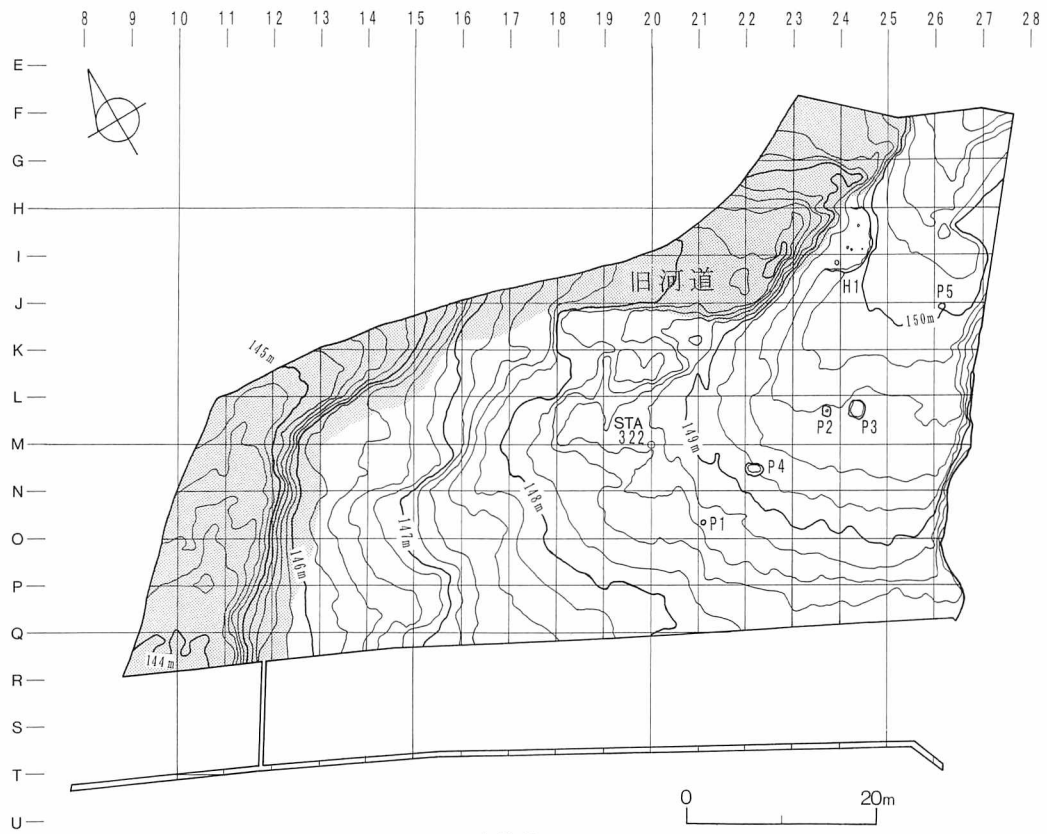 8 9 10 11 12 13 14 15 16 17 18 19 20 21 22 23 24 25 26 27 28
E
F
G
H
I
旧河道
J
H1
P5
150m
K
145m
L
STA
322
149m
P2
P3
M
P4
N
148m
147m
P1
O
146m
P
Q
144m
R
S
T
0 20m
U